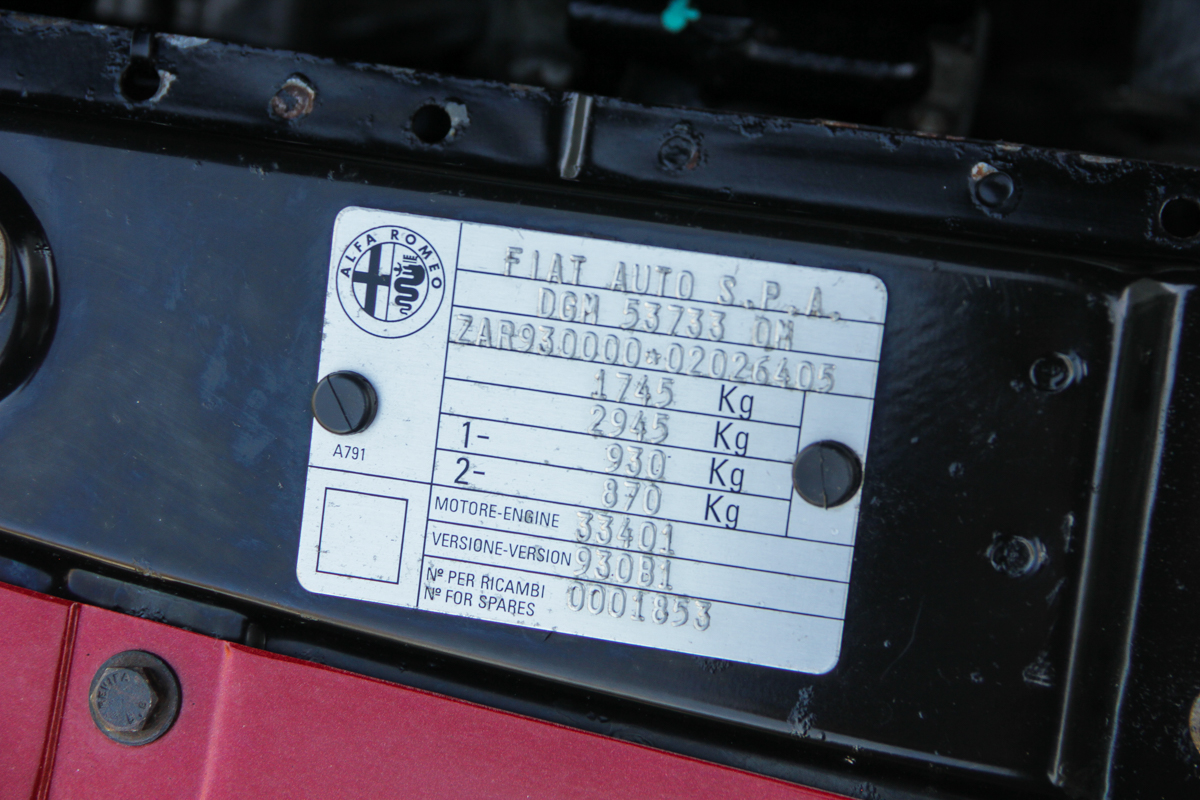 ALFA ROMEO
FIAT AUTO S.P.A.
DGM 53733 OM
ZAR930000*02026405
1745 Kg
2945 Kg
1- 930 Kg
2- 870 Kg
A791
MOTORE-ENGINE 33401
VERSIONE-VERSION 930B1
Nº PER RICAMBI
Nº FOR SPARES 0001853